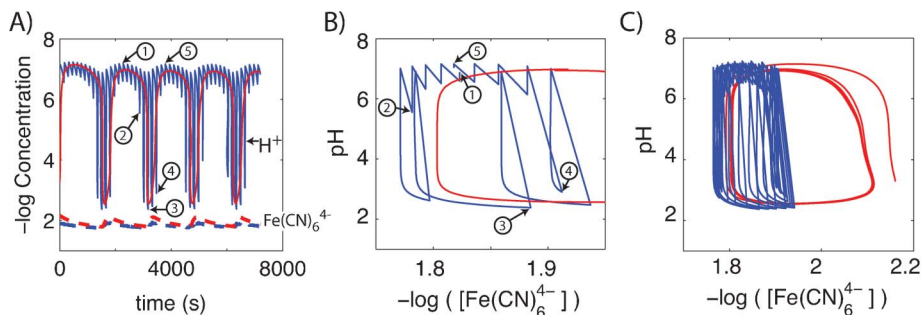 A)
–log Concentration
8
6
4
2
0
4000
8000
time (s)
1
5
2
4
3
H+
Fe(CN)6 4-
B)
pH
8
6
4
2
1.8
1.9
–log ( [Fe(CN)6 4– ] )
5
1
2
4
3
C)
pH
8
6
4
2
1.8
2
2.2
–log ( [Fe(CN)6 4– ] )